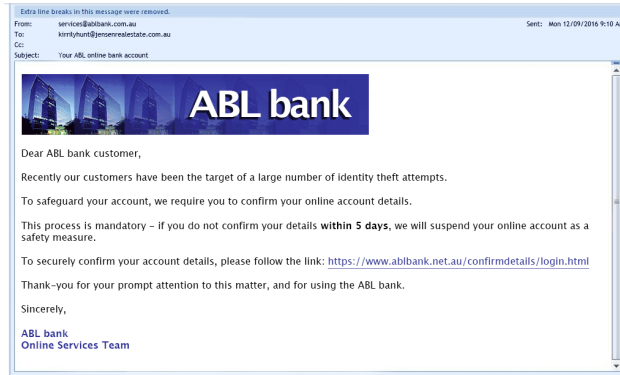 Extra line breaks in this message were removed.
From: services@ablbank.com.au Sent: Mon 12/09/2016 9:10
To: kirrilyhunt@jensenrealestate.com.au
Cc:
Subject: Your ABL online bank account
ABL bank
Dear ABL bank customer,
Recently our customers have been the target of a large number of identity theft attempts.
To safeguard your account, we require you to confirm your online account details.
This process is mandatory – if you do not confirm your details within 5 days, we will suspend your online account as a
safety measure.
To securely confirm your account details, please follow the link: https://www.ablbank.net.au/confirmdetails/login.html
Thank-you for your prompt attention to this matter, and for using the ABL bank.
Sincerely,
ABL bank
Online Services Team